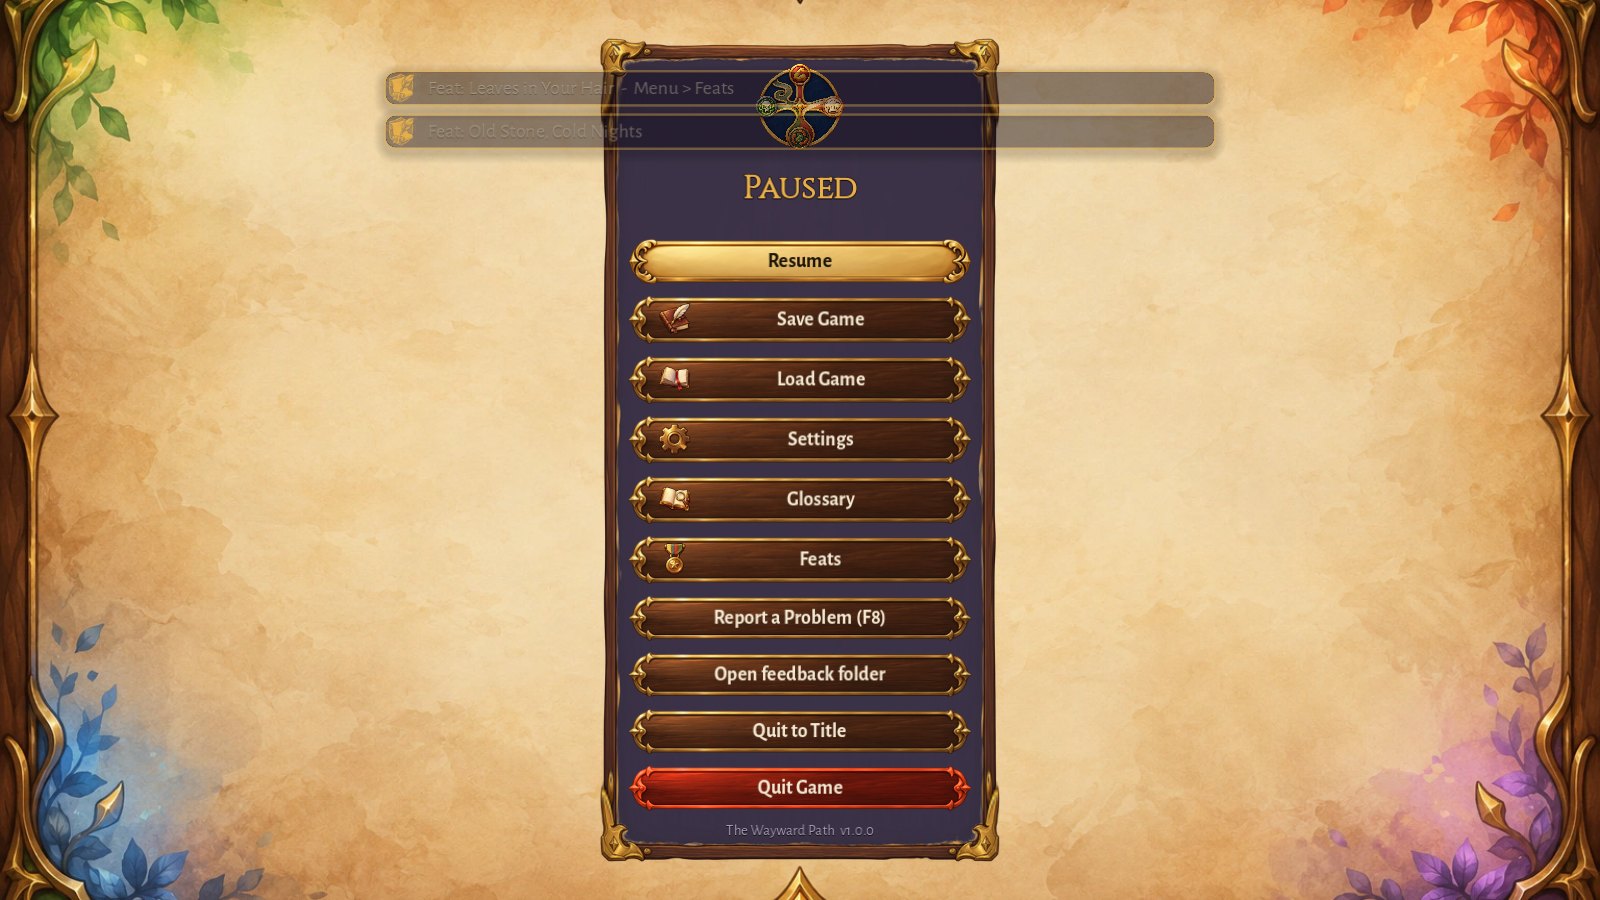 Feat: Leaves in Your Hair - Menu > Feats
Feat: Old Stone, Cold Nights
Paused
Resume
Save Game
Load Game
Settings
Glossary
Feats
Report a Problem (F8)
Open feedback folder
Quit to Title
Quit Game
The Wayward Path v1.0.0